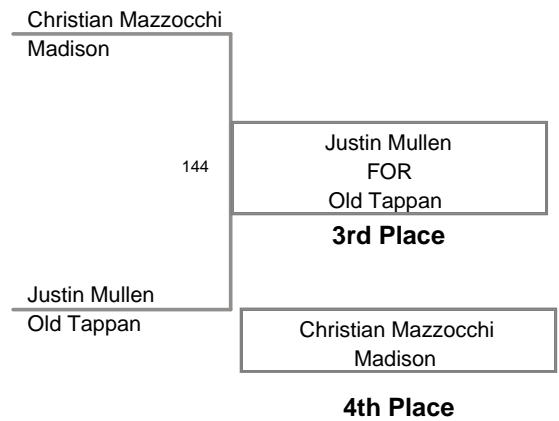 Christian Mazzocchi
Madison
144
Justin Mullen
FOR
Old Tappan
3rd Place
Justin Mullen
Old Tappan
Christian Mazzocchi
Madison
4th Place